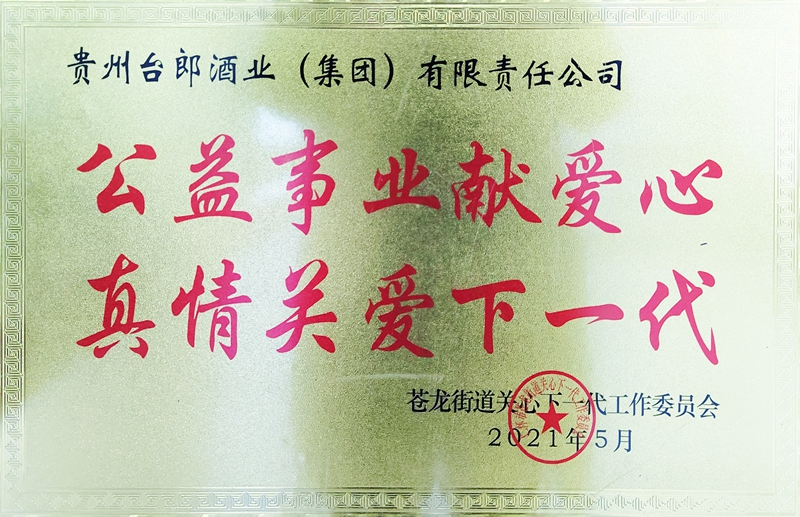 贵州台郎酒业（集团）有限责任公司
公益事业献爱心
真情关爱下一代
苍龙街道关心下一代工作委员会
2021年5月